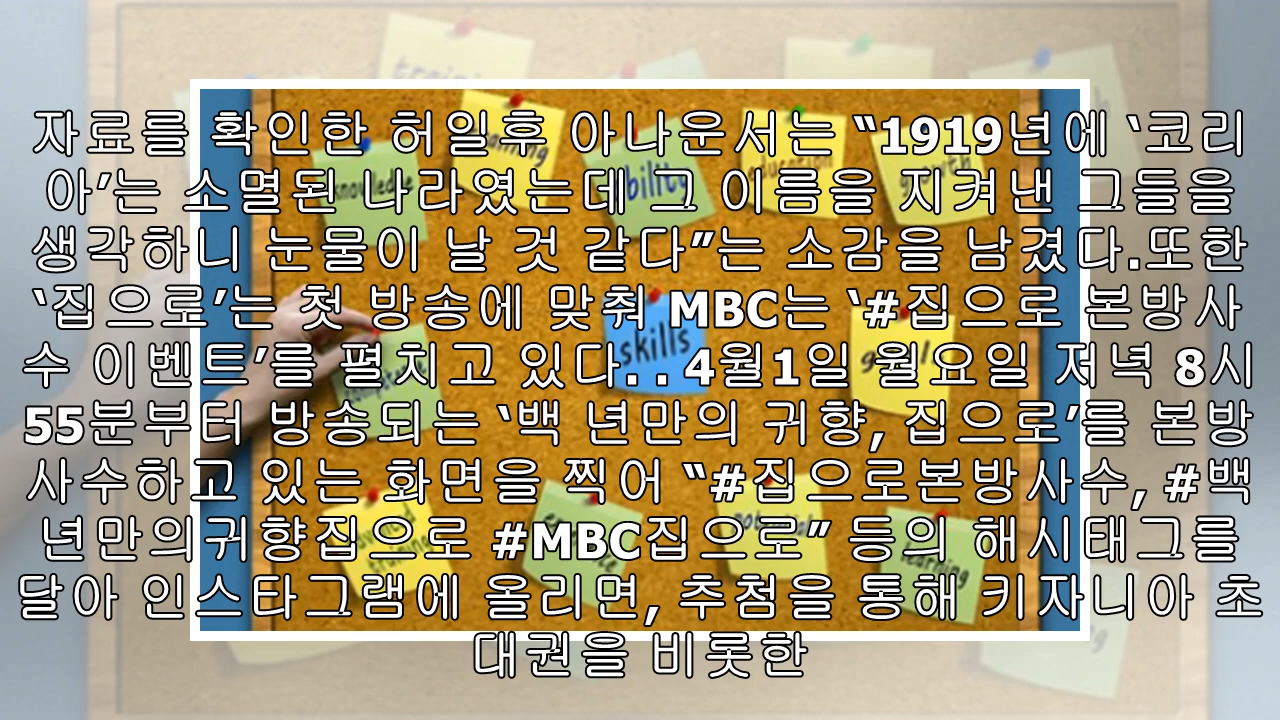 자료를 확인한 허일후 아나운서는 “1919년에 ‘코리
아’는 소멸된 나라였는데 그 이름을 지켜낸 그들을
생각하니 눈물이 날 것 같다”는 소감을 남겼다.또한
‘집으로’는 첫 방송에 맞춰 MBC는 ‘#집으로 본방사
수 이벤트’를 펼치고 있다. . 4월1일 월요일 저녁 8시
55분부터 방송되는 ‘백 년만의 귀향, 집으로’를 본방
사수하고 있는 화면을 찍어 “#집으로본방사수, #백
년만의귀향집으로 #MBC집으로” 등의 해시태그를
달아 인스타그램에 올리면, 추첨을 통해 키자니아 초
대권을 비롯한
knowledge
training
ability
education
growth
skills
learning